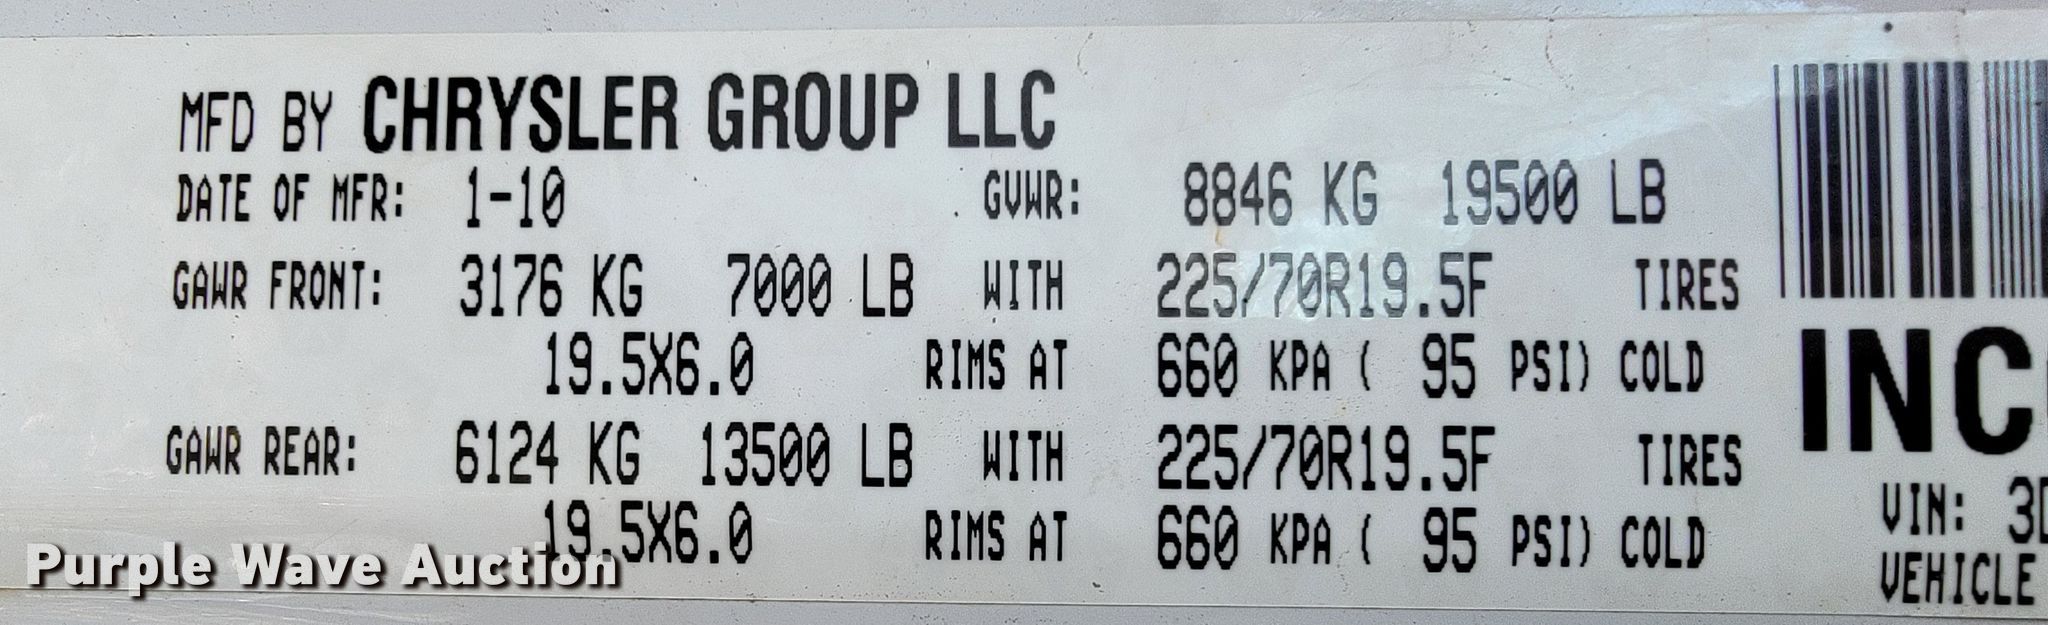 MFD BY CHRYSLER GROUP LLC
DATE OF MFR: 1-10 GVWR: 8846 KG 19500 LB
GAWR FRONT: 3176 KG 7000 LB WITH 225/70R19.5F TIRES
19.5X6.0 RIMS AT 660 KPA ( 95 PSI) COLD
GAWR REAR: 6124 KG 13500 LB WITH 225/70R19.5F TIRES
19.5X6.0 RIMS AT 660 KPA ( 95 PSI) COLD
INC
VIN: 3D
VEHICLE
Purple Wave Auction